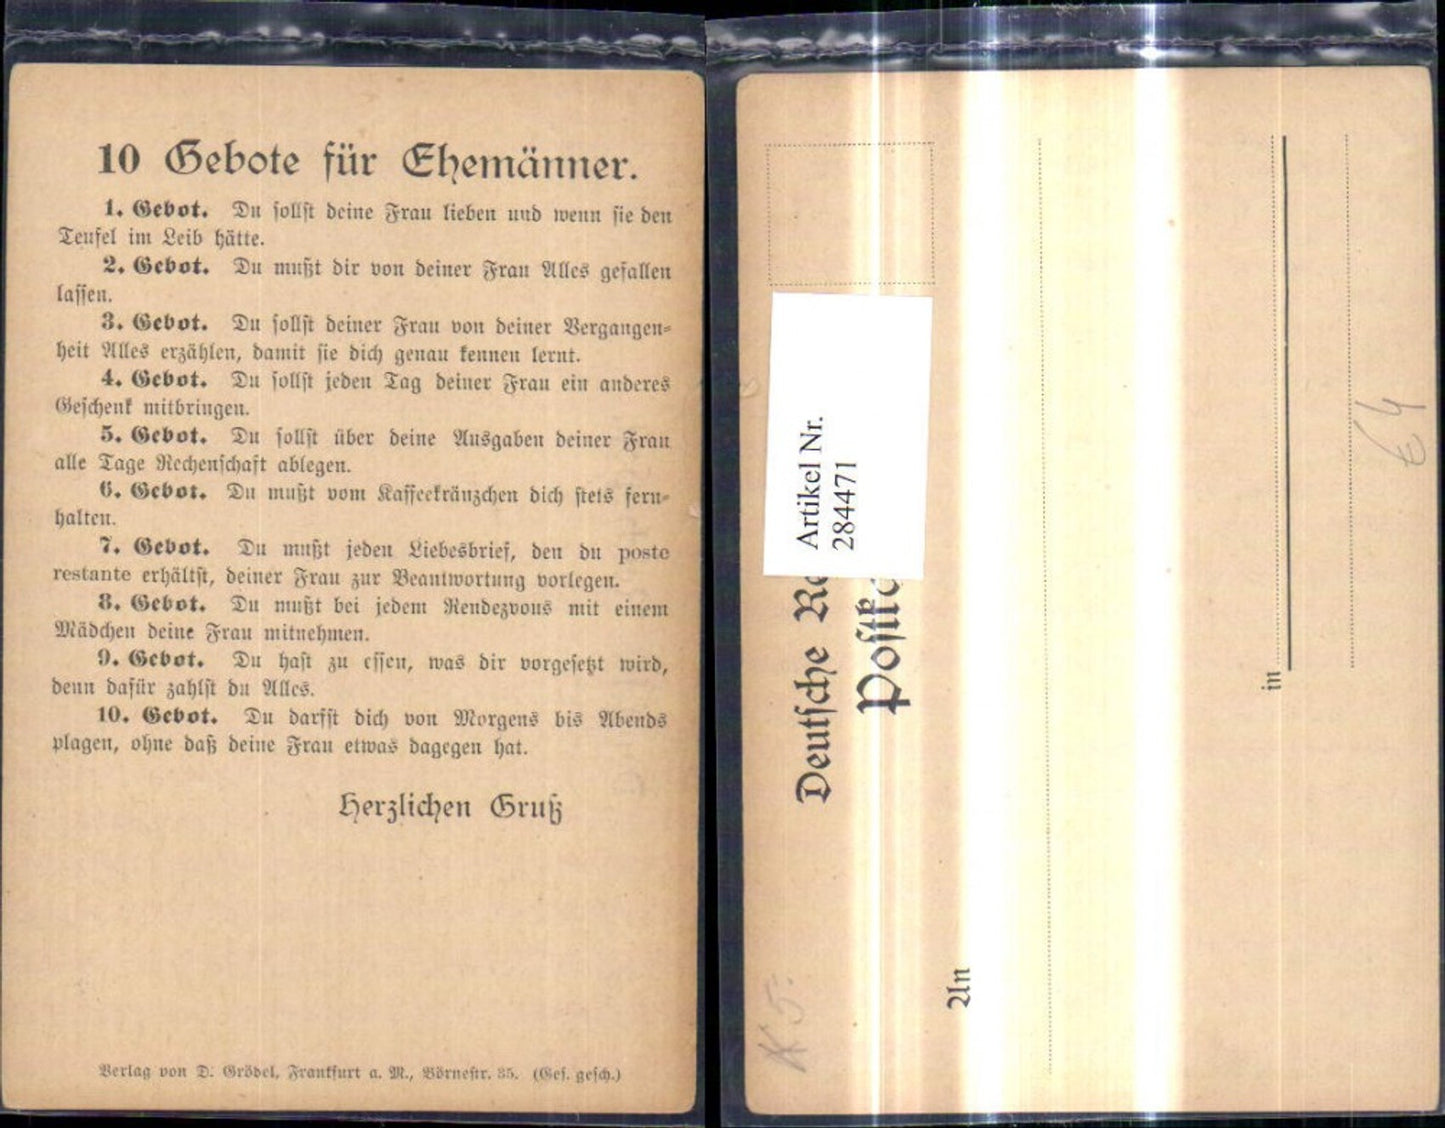 10 Gebote für Ehemänner.
1. Gebot. Du sollst deine Frau lieben und wenn sie den
Teufel im Leib hätte.
2. Gebot. Du mußt dir von deiner Frau Alles gefallen
lassen.
3. Gebot. Du sollst deiner Frau von deiner Vergangen-
heit Alles erzählen, damit sie dich genau kennen lernt.
4. Gebot. Du sollst jeden Tag deiner Frau ein anderes
Geschenk mitbringen.
5. Gebot. Du sollst über deine Ausgaben deiner Frau
alle Tage Rechenschaft ablegen.
6. Gebot. Du mußt vom Kaffeekränzchen dich stets fern-
halten.
7. Gebot. Du mußt jeden Liebesbrief, den du poste
restante erhältst, deiner Frau zur Beantwortung vorlegen.
8. Gebot. Du mußt bei jedem Rendezvous mit einem
Mädchen deine Frau mitnehmen.
9. Gebot. Du hast zu essen, was dir vorgesetzt wird,
denn dafür zahlst du Alles.
10. Gebot. Du darfst dich von Morgens bis Abends
plagen, ohne daß deine Frau etwas dagegen hat.
Herzlichen Gruß
Verlag von D. Grödel, Frankfurt a. M., Börnestr. 35. (Ges. gesch.)
Artikel Nr.
284471
Deutsche Re
Postk
An
in
K 5.-